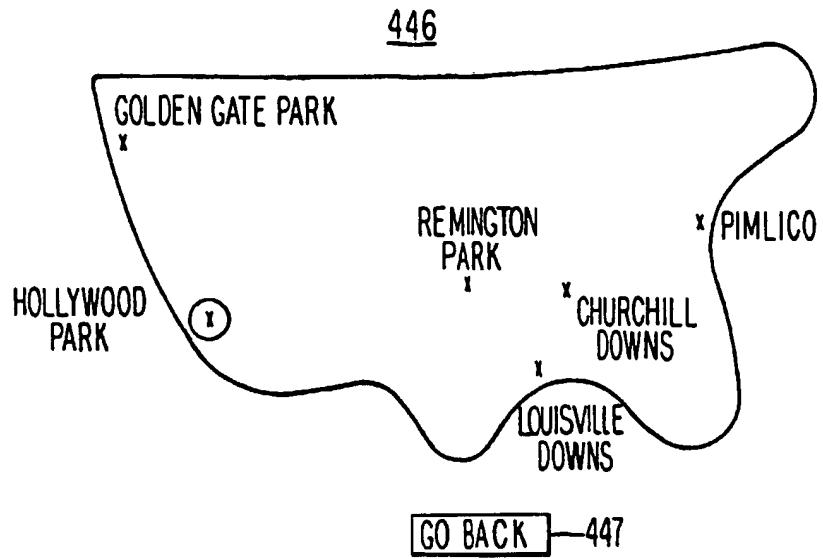 446
GOLDEN GATE PARK
x
REMINGTON
PARK
x
x PIMLICO
HOLLYWOOD
PARK
x
x
CHURCHILL
DOWNS
x
LOUISVILLE
DOWNS
GO BACK 447